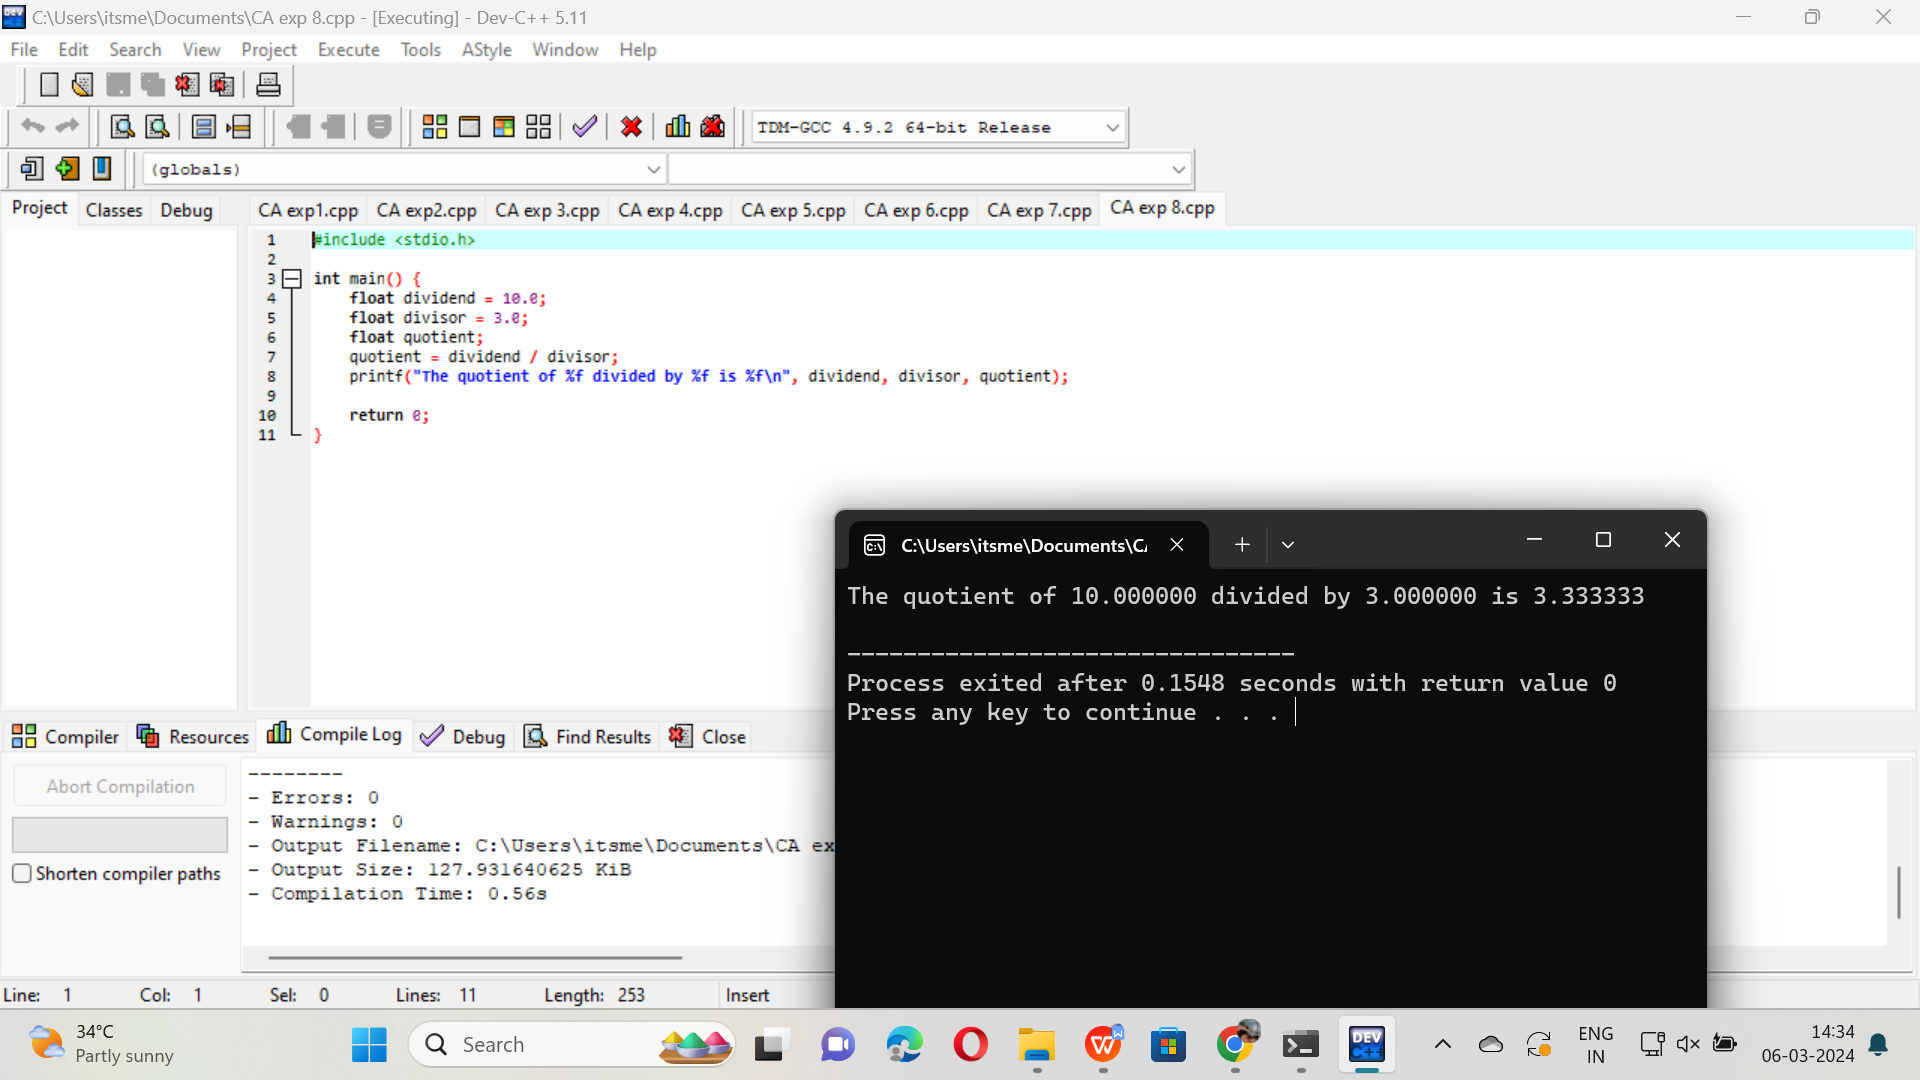 C:\Users\itsme\Documents\CA exp 8.cpp - [Executing] - Dev-C++ 5.11
File Edit Search View Project Execute Tools AStyle Window Help
TDM-GCC 4.9.2 64-bit Release
(globals)
Project Classes Debug CA exp1.cpp CA exp2.cpp CA exp 3.cpp CA exp 4.cpp CA exp 5.cpp CA exp 6.cpp CA exp 7.cpp CA exp 8.cpp
1 #include <stdio.h>
2
3 int main() {
4 float dividend = 10.0;
5 float divisor = 3.0;
6 float quotient;
7 quotient = dividend / divisor;
8 printf("The quotient of %f divided by %f is %f\n", dividend, divisor, quotient);
9
10 return 0;
11 }
C:\Users\itsme\Documents\CA
The quotient of 10.000000 divided by 3.000000 is 3.333333
--------------------------------
Process exited after 0.1548 seconds with return value 0
Press any key to continue . . .
Compiler Resources Compile Log Debug Find Results Close
Abort Compilation
Shorten compiler paths
--------
- Errors: 0
- Warnings: 0
- Output Filename: C:\Users\itsme\Documents\CA ex
- Output Size: 127.931640625 KiB
- Compilation Time: 0.56s
Line: 1 Col: 1 Sel: 0 Lines: 11 Length: 253 Insert
34°C
Partly sunny
Search
DEV
C++
ENG
IN
14:34
06-03-2024